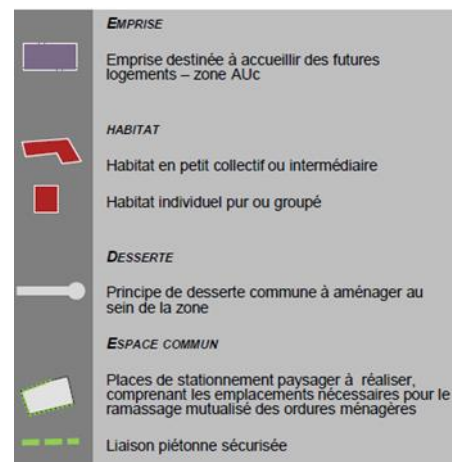 EMPRISE
Emprise destinée à accueillir des futures
logements – zone AUc
HABITAT
Habitat en petit collectif ou intermédiaire
Habitat individuel pur ou groupé
DESSERTE
Principe de desserte commune à aménager au
sein de la zone
ESPACE COMMUN
Places de stationnement paysager à réaliser,
comprenant les emplacements nécessaires pour le
ramassage mutualisé des ordures ménagères
Liaison piétonne sécurisée